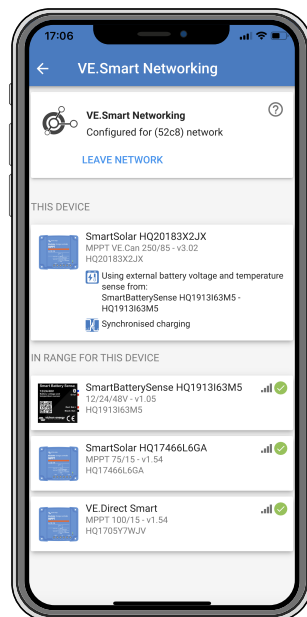 17:06
VE.Smart Networking
VE.Smart Networking
Configured for (52c8) network
LEAVE NETWORK
THIS DEVICE
SmartSolar HQ20183X2JX
MPPT VE.Can 250/85 - v3.02
HQ20183X2JX
Using external battery voltage and temperature
sense from:
SmartBatterySense HQ1913I63M5 -
HQ1913I63M5
Synchronised charging
IN RANGE FOR THIS DEVICE
Smart Battery Sense
SmartBatterySense HQ1913I63M5
12/24/48V - v1.05
HQ1913I63M5
SmartSolar HQ17466L6GA
MPPT 75/15 - v1.54
HQ17466L6GA
VE.Direct Smart
MPPT 100/15 - v1.54
HQ1705Y7WJV